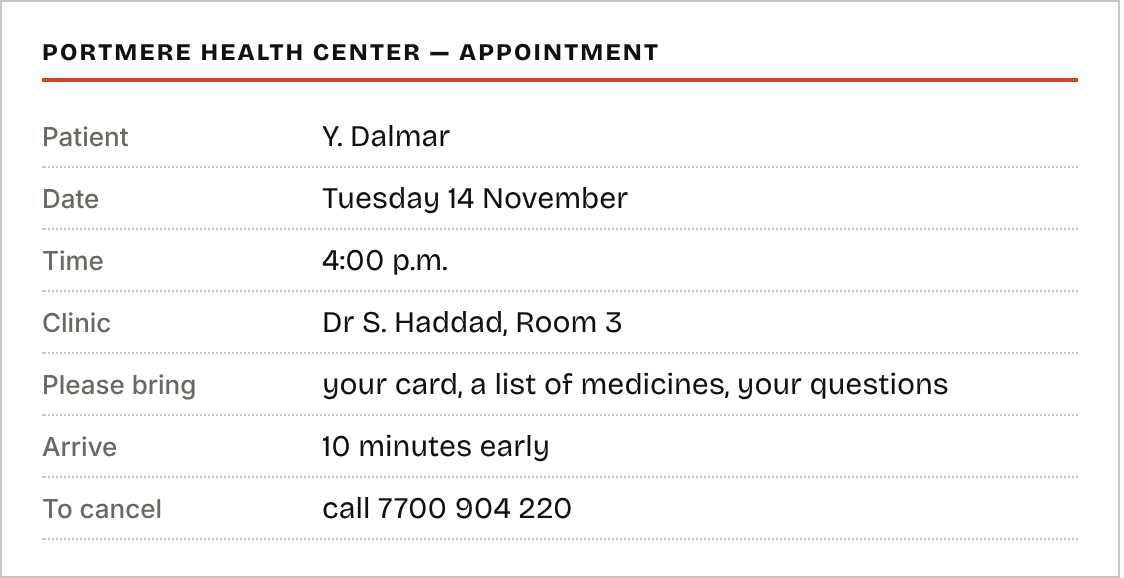 PORTMERE HEALTH CENTER — APPOINTMENT
Patient Y. Dalmar
Date Tuesday 14 November
Time 4:00 p.m.
Clinic Dr S. Haddad, Room 3
Please bring your card, a list of medicines, your questions
Arrive 10 minutes early
To cancel call 7700 904 220